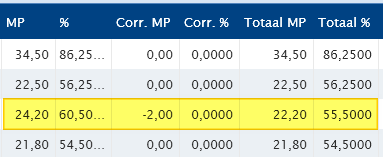 MP % Corr. MP Corr. % Totaal MP Totaal %
34,50 86,25... 0,00 0,0000 34,50 86,2500
22,50 56,25... 0,00 0,0000 22,50 56,2500
24,20 60,50... -2,00 0,0000 22,20 55,5000
21,80 54,50... 0,00 0,0000 21,80 54,5000